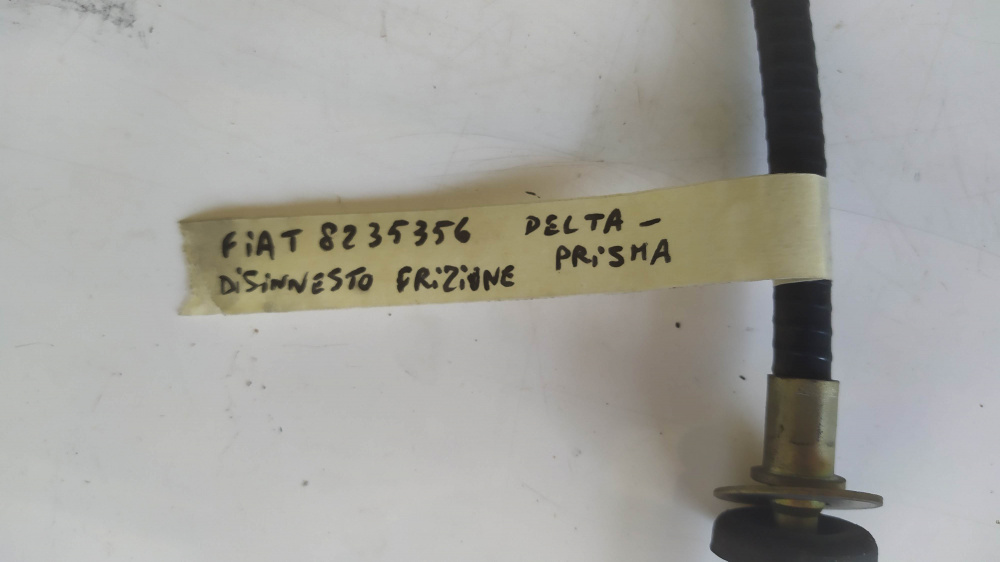 FiAT 8235356 DELTA -
PRiSMA
DiSiNNESTO FRiZiONE